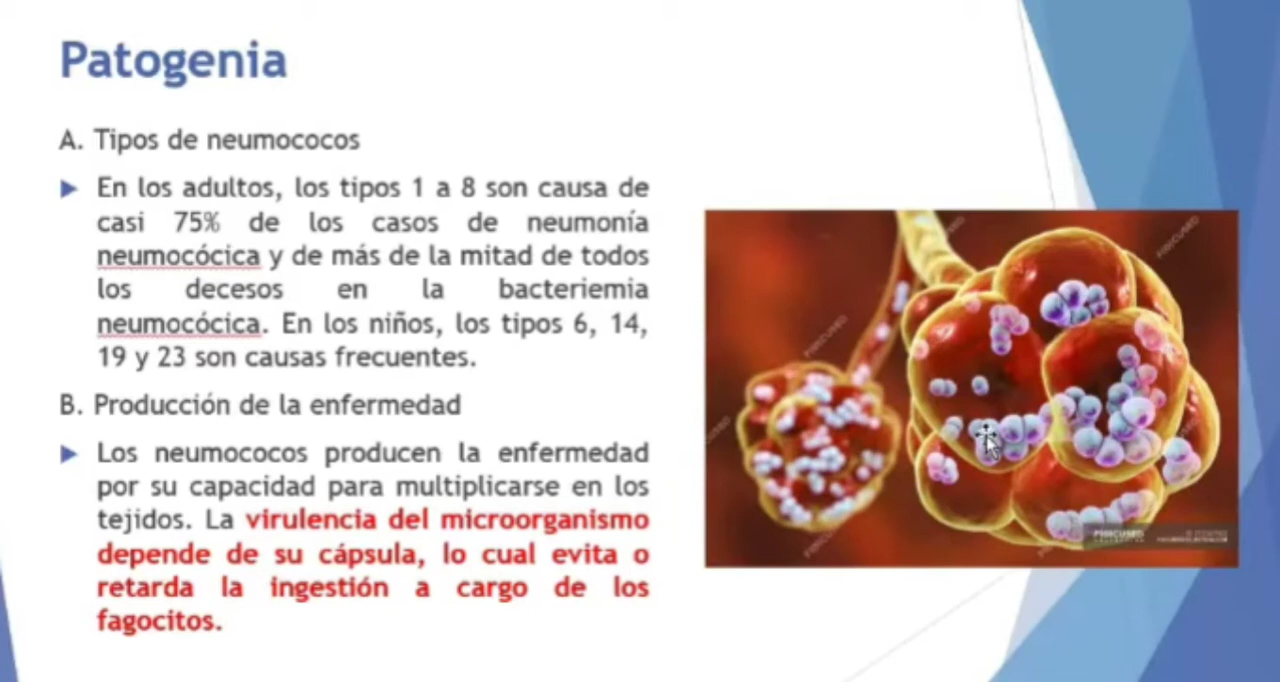 Patogenia
A. Tipos de neumococos
En los adultos, los tipos 1 a 8 son causa de
casi 75% de los casos de neumonía
neumocócica y de más de la mitad de todos
los decesos en la bacteriemia
neumocócica. En los niños, los tipos 6, 14,
19 y 23 son causas frecuentes.
B. Producción de la enfermedad
Los neumococos producen la enfermedad
por su capacidad para multiplicarse en los
tejidos. La virulencia del microorganismo
depende de su cápsula, lo cual evita o
retarda la ingestión a cargo de los
fagocitos.